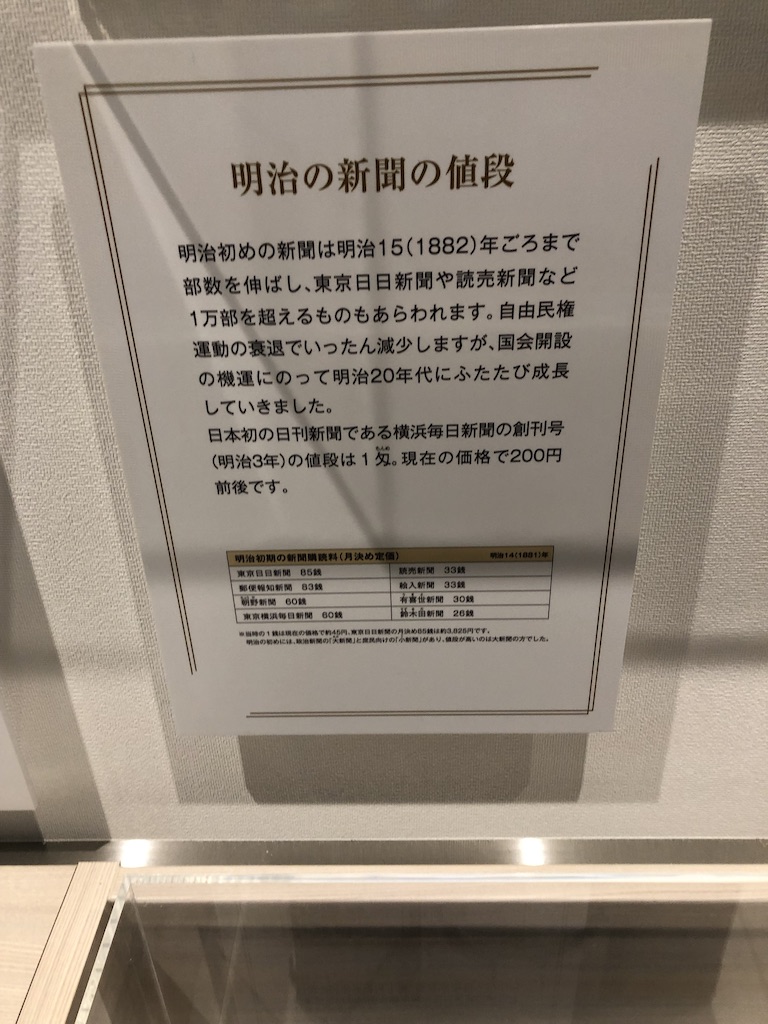 明治の新聞の値段
明治初めの新聞は明治15(1882)年ごろまで
部数を伸ばし、東京日日新聞や読売新聞など
1万部を超えるものもあらわれます。自由民権
運動の衰退でいったん減少しますが、国会開設
の機運にのって明治20年代にふたたび成長
していきました。
日本初の日刊新聞である横浜毎日新聞の創刊号
(明治3年)の値段は1匁。現在の価格で200円
前後です。
明治初期の新聞購読料(月決め定価) 明治14(1881)年
東京日日新聞 85銭 読売新聞 33銭
郵便報知新聞 83銭 絵入新聞 33銭
朝野新聞 60銭 有喜世新聞 30銭
東京横浜毎日新聞 60銭 鈴木田新聞 26銭
※当時の1銭は現在の価格で約45円。東京日日新聞の月決め85銭は約3,825円です。
明治の初めには、政治新聞の「大新聞」と庶民向けの「小新聞」があり、値段が高いのは大新聞の方でした。